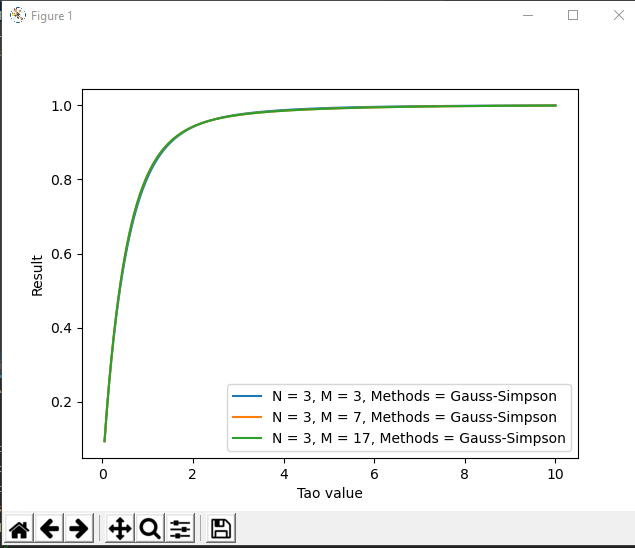 Figure 1
1.0
0.8
0.6
0.4
0.2
Result
N = 3, M = 3, Methods = Gauss-Simpson
N = 3, M = 7, Methods = Gauss-Simpson
N = 3, M = 17, Methods = Gauss-Simpson
0 2 4 6 8 10
Tao value